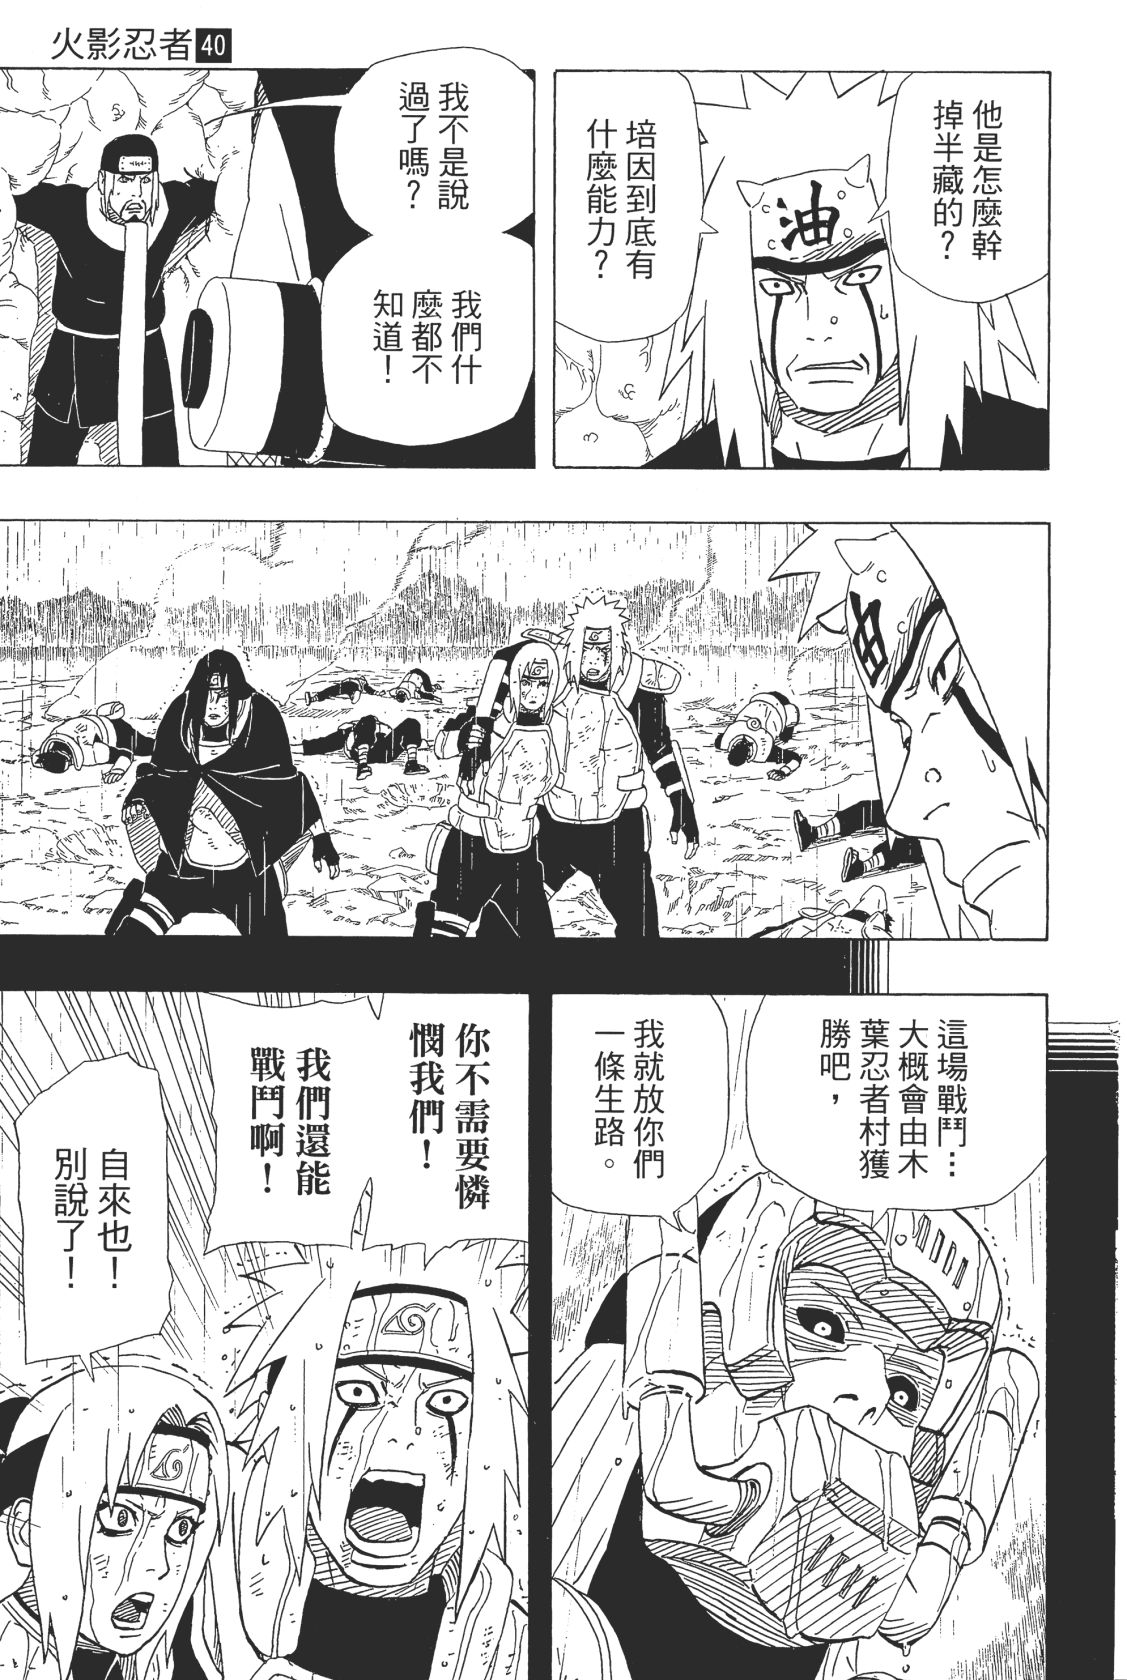 火影忍者40
他是怎麼幹
掉半藏的？
培因到底有
什麼能力？
油
我不是說
過了嗎？
我們什
麼都不
知道！
這場戰鬥…
大概會由木
葉忍者村獲
勝吧，
我就放你們
一條生路。
你不需要憐
憫我們！
我們還能
戰鬥啊！
自來也！
別說了！